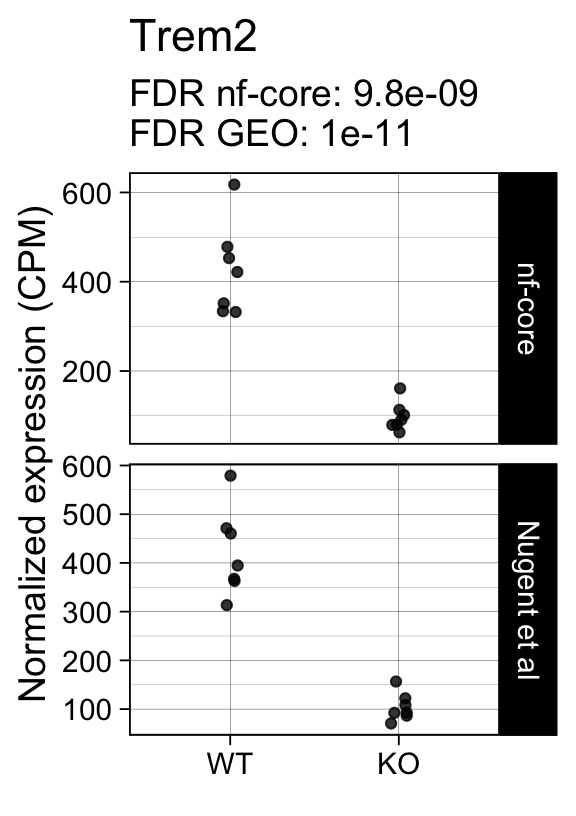 Trem2
FDR nf-core: 9.8e-09
FDR GEO: 1e-11
Normalized expression (CPM)
600
400
200
nf-core
600
500
400
300
200
100
Nugent et al
WT
KO